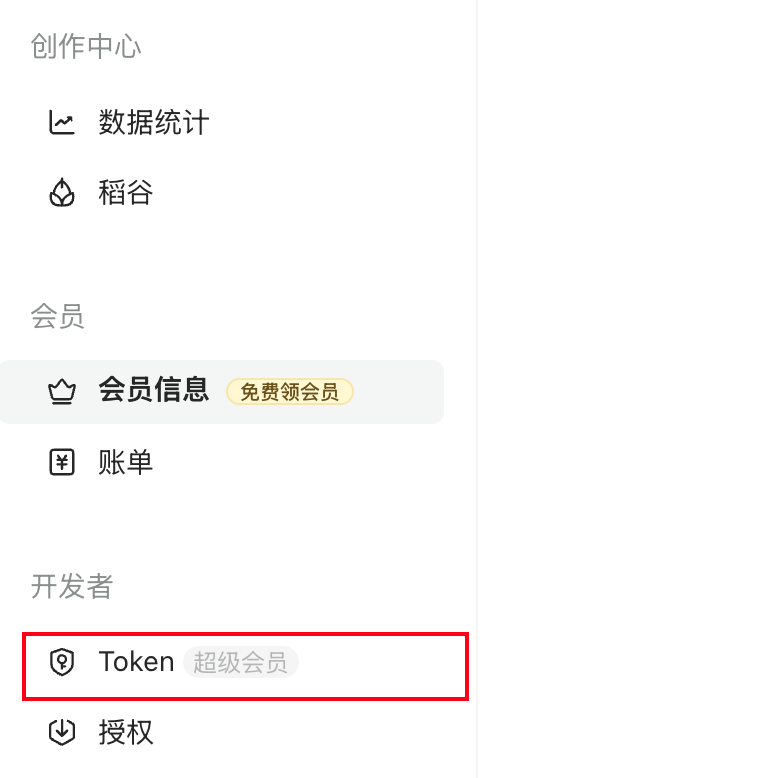 创作中心
数据统计
稻谷
会员
会员信息 免费领会员
账单
开发者
Token 超级会员
授权